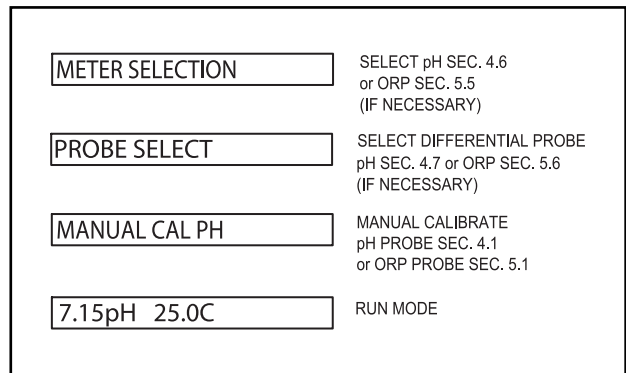 METER SELECTION
SELECT pH SEC. 4.6
or ORP SEC. 5.5
(IF NECESSARY)
PROBE SELECT
SELECT DIFFERENTIAL PROBE
pH SEC. 4.7 or ORP SEC. 5.6
(IF NECESSARY)
MANUAL CAL PH
MANUAL CALIBRATE
pH PROBE SEC. 4.1
or ORP PROBE SEC. 5.1
7.15pH 25.0C
RUN MODE